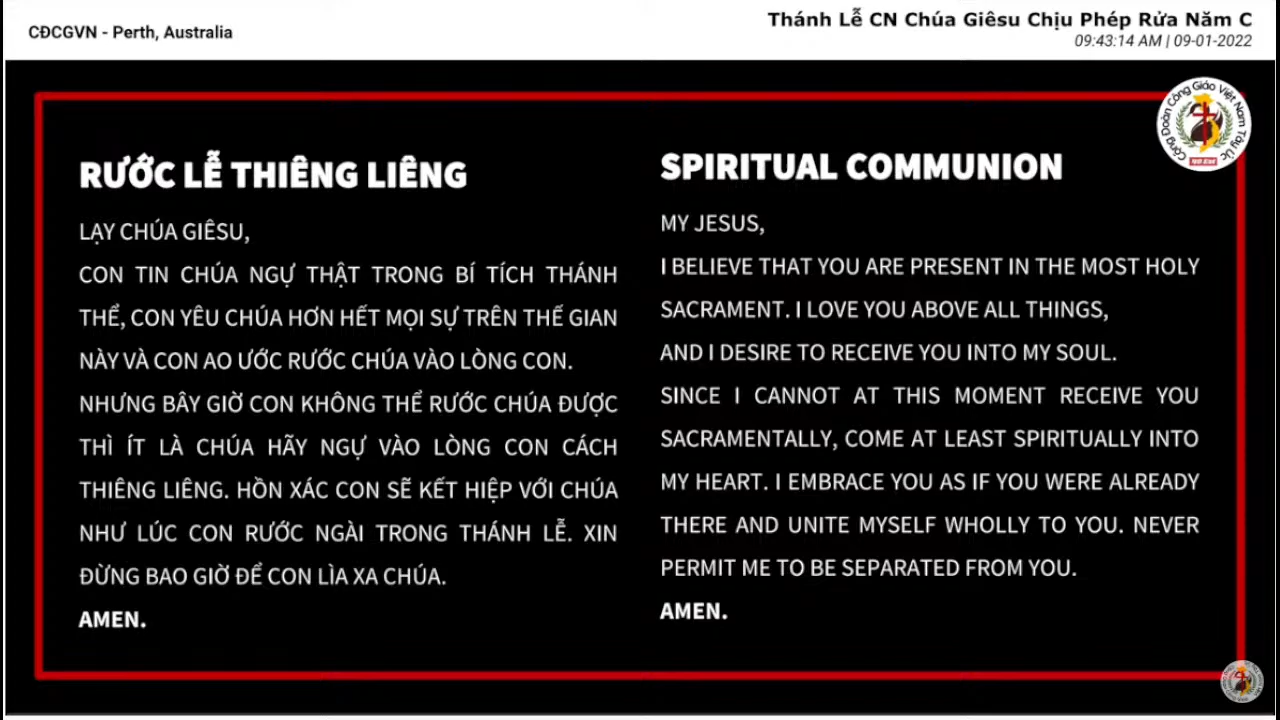 CĐCGVN - Perth, Australia
Thánh Lễ CN Chúa Giêsu Chịu Phép Rửa Năm C
09:43:14 AM | 09-01-2022
Cộng Đoàn Công Giáo Việt Nam Tây Úc
RƯỚC LỄ THIÊNG LIÊNG
LẠY CHÚA GIÊSU,
CON TIN CHÚA NGỰ THẬT TRONG BÍ TÍCH THÁNH
THỂ, CON YÊU CHÚA HƠN HẾT MỌI SỰ TRÊN THẾ GIAN
NÀY VÀ CON AO ƯỚC RƯỚC CHÚA VÀO LÒNG CON.
NHƯNG BÂY GIỜ CON KHÔNG THỂ RƯỚC CHÚA ĐƯỢC
THÌ ÍT LÀ CHÚA HÃY NGỰ VÀO LÒNG CON CÁCH
THIÊNG LIÊNG. HỒN XÁC CON SẼ KẾT HIỆP VỚI CHÚA
NHƯ LÚC CON RƯỚC NGÀI TRONG THÁNH LỄ. XIN
ĐỪNG BAO GIỜ ĐỂ CON LÌA XA CHÚA.
AMEN.
SPIRITUAL COMMUNION
MY JESUS,
I BELIEVE THAT YOU ARE PRESENT IN THE MOST HOLY
SACRAMENT. I LOVE YOU ABOVE ALL THINGS,
AND I DESIRE TO RECEIVE YOU INTO MY SOUL.
SINCE I CANNOT AT THIS MOMENT RECEIVE YOU
SACRAMENTALLY, COME AT LEAST SPIRITUALLY INTO
MY HEART. I EMBRACE YOU AS IF YOU WERE ALREADY
THERE AND UNITE MYSELF WHOLLY TO YOU. NEVER
PERMIT ME TO BE SEPARATED FROM YOU.
AMEN.